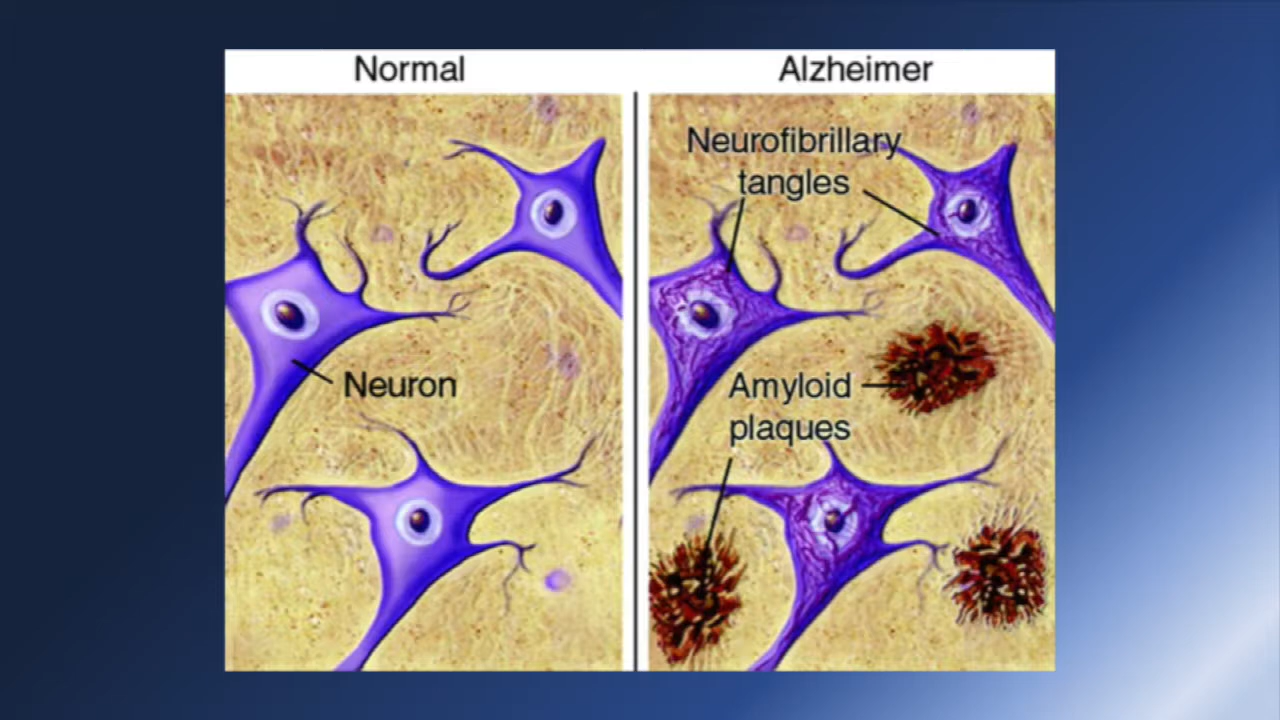 Normal
Alzheimer
Neurofibrillary
tangles
Neuron
Amyloid
plaques